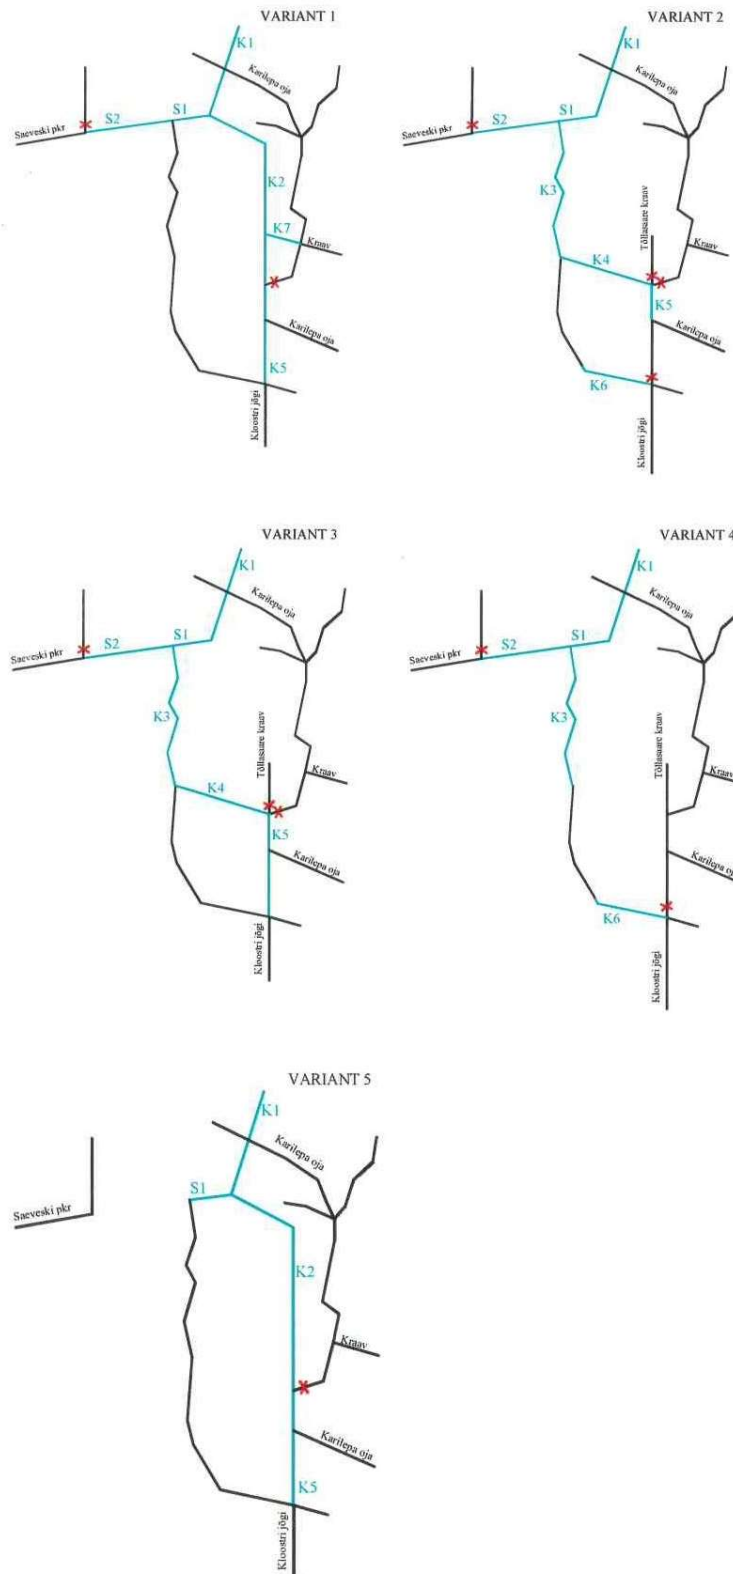 VARIANT 1
K1
Karilepa oja
S1
S2
Saeveski pkr
K2
K7
Kraav
Karilepa oja
K5
Kloostri jõgi
VARIANT 2
K1
Karilepa oja
S1
S2
Saeveski pkr
K3
Tõllasaare kraav
Kraav
K4
K5
Karilepa oja
K6
Kloostri jõgi
VARIANT 3
K1
Karilepa oja
S1
S2
Saeveski pkr
K3
Tõllasaare kraav
Kraav
K4
K5
Karilepa oja
Kloostri jõgi
VARIANT 4
K1
Karilepa oja
S1
S2
Saeveski pkr
K3
Tõllasaare kraav
Kraav
Karilepa oja
K6
Kloostri jõgi
VARIANT 5
K1
Karilepa oja
S1
Saeveski pkr
K2
Kraav
Karilepa oja
K5
Kloostri jõgi